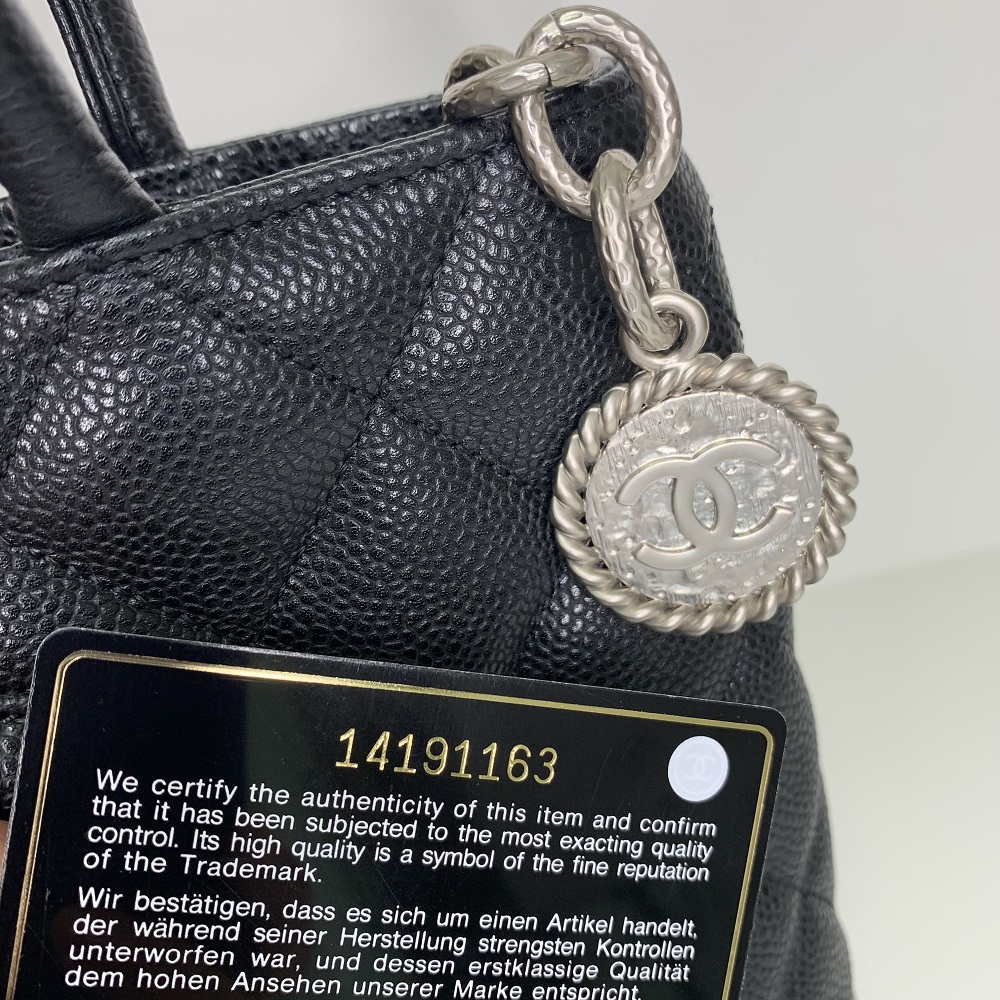 14191163
We certify the authenticity of this item and confirm
that it has been subjected to the most exacting quality
control. Its high quality is a symbol of the fine reputation
of the Trademark.
Wir bestätigen, dass es sich um einen Artikel handelt,
der während seiner Herstellung strengsten Kontrollen
unterworfen war, und dessen erstklassige Qualität
dem hohen Ansehen unserer Marke entspricht.